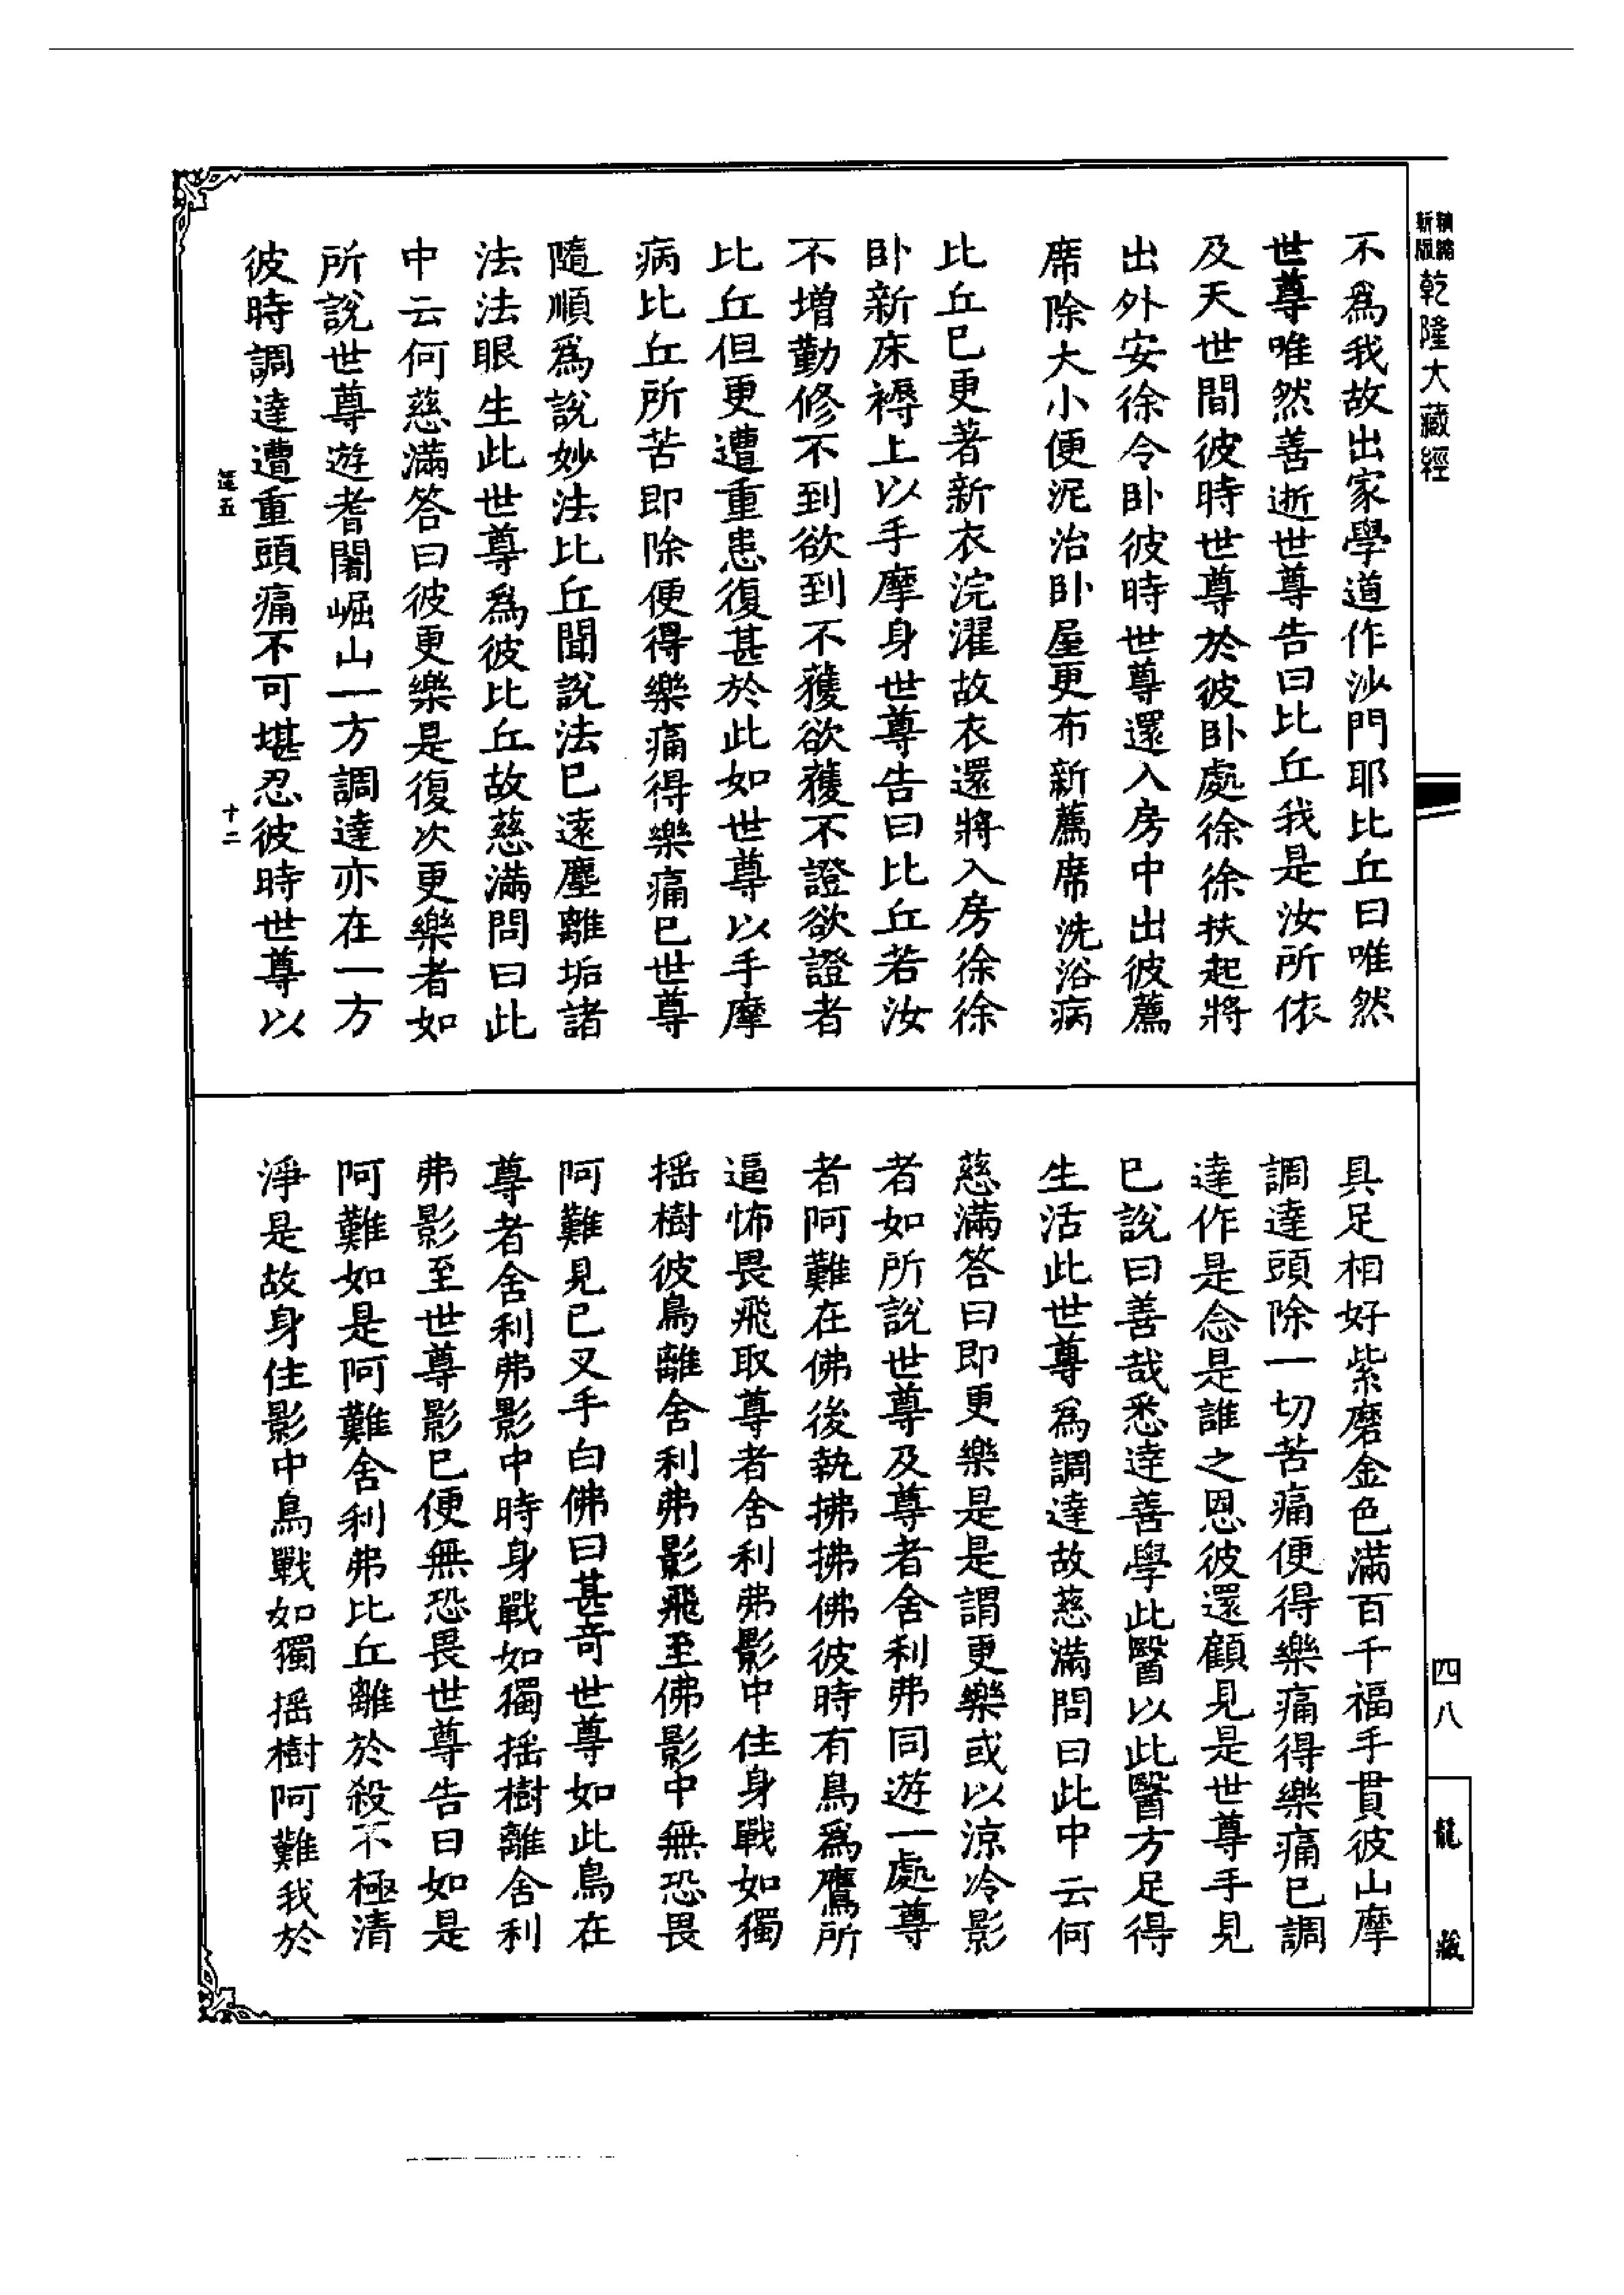 新版精縮乾隆大藏經
不爲我故出家學道作沙門耶比丘曰唯然
世尊唯然善逝世尊告曰比丘我是汝所依
及天世間彼時世尊於彼卧處徐徐扶起將
出外安徐令卧彼時世尊還入房中出彼薦
席除大小便泥治卧屋更布新薦席洗浴病
比丘已更著新衣浣濯故衣還將入房徐徐
卧新床褥上以手摩身世尊告曰比丘若汝
不增勤修不到欲到不獲欲獲不證欲證者
比丘但更遭重患復甚於此如世尊以手摩
病比丘所苦即除便得樂痛得樂痛已世尊
隨順爲說妙法比丘聞說法已遠塵離垢諸
法法眼生此世尊爲彼比丘故慈滿問曰此
中云何慈滿答曰彼更樂是復次更樂者如
所說世尊遊耆闍崛山一方調達亦在一方
彼時調達遭重頭痛不可堪忍彼時世尊以
十二
具足相好紫磨金色滿百千福手貫彼山摩
調達頭除一切苦痛便得樂痛得樂痛已調
達作是念是誰之恩彼還顧見是世尊手見
已說曰善哉悉達善學此醫以此醫方足得
生活此世尊爲調達故慈滿問曰此中云何
慈滿答曰即更樂是是謂更樂或以涼冷影
者如所說世尊及尊者舍利弗同遊一處尊
者阿難在佛後執拂拂佛彼時有鳥爲鷹所
逼怖畏飛取尊者舍利弗影中住身戰如獨
搖樹彼鳥離舍利弗影飛至佛影中無恐畏
阿難見已叉手白佛曰甚奇世尊如此鳥在
尊者舍利弗影中時身戰如獨搖樹離舍利
弗影至世尊影已便無恐畏世尊告曰如是
阿難如是阿難舍利弗比丘離於殺不極清
淨是故身住影中鳥戰如獨搖樹阿難我於
四八
龍藏